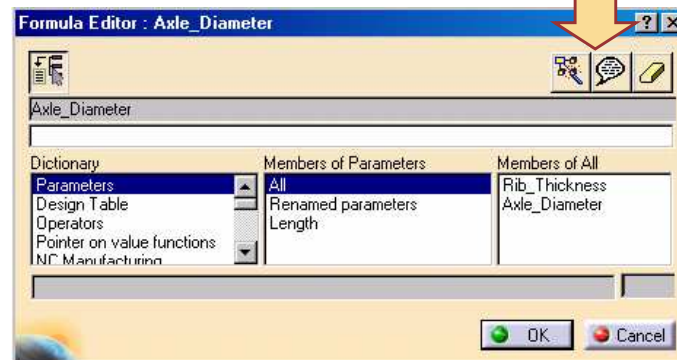 Formula Editor : Axle_Diameter
Axle_Diameter
Dictionary Members of Parameters Members of All
Parameters All Rib_Thickness
Design Table Renamed parameters Axle_Diameter
Operators Length
Pointer on value functions
NC Manufacturing
OK Cancel